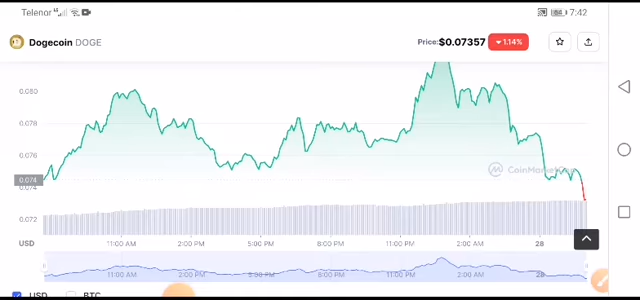 Telenor 7:42
Dogecoin DOGE
Price: $0.07357 1.14%
0.080
0.078
0.076
0.074
0.072
CoinMarketCap
USD 11:00 AM 2:00 PM 5:00 PM 8:00 PM 11:00 PM 2:00 AM 28
11:00 AM 2:00 PM 5:00 PM 8:00 PM 11:00 PM 2:00 AM 28
USD BTC